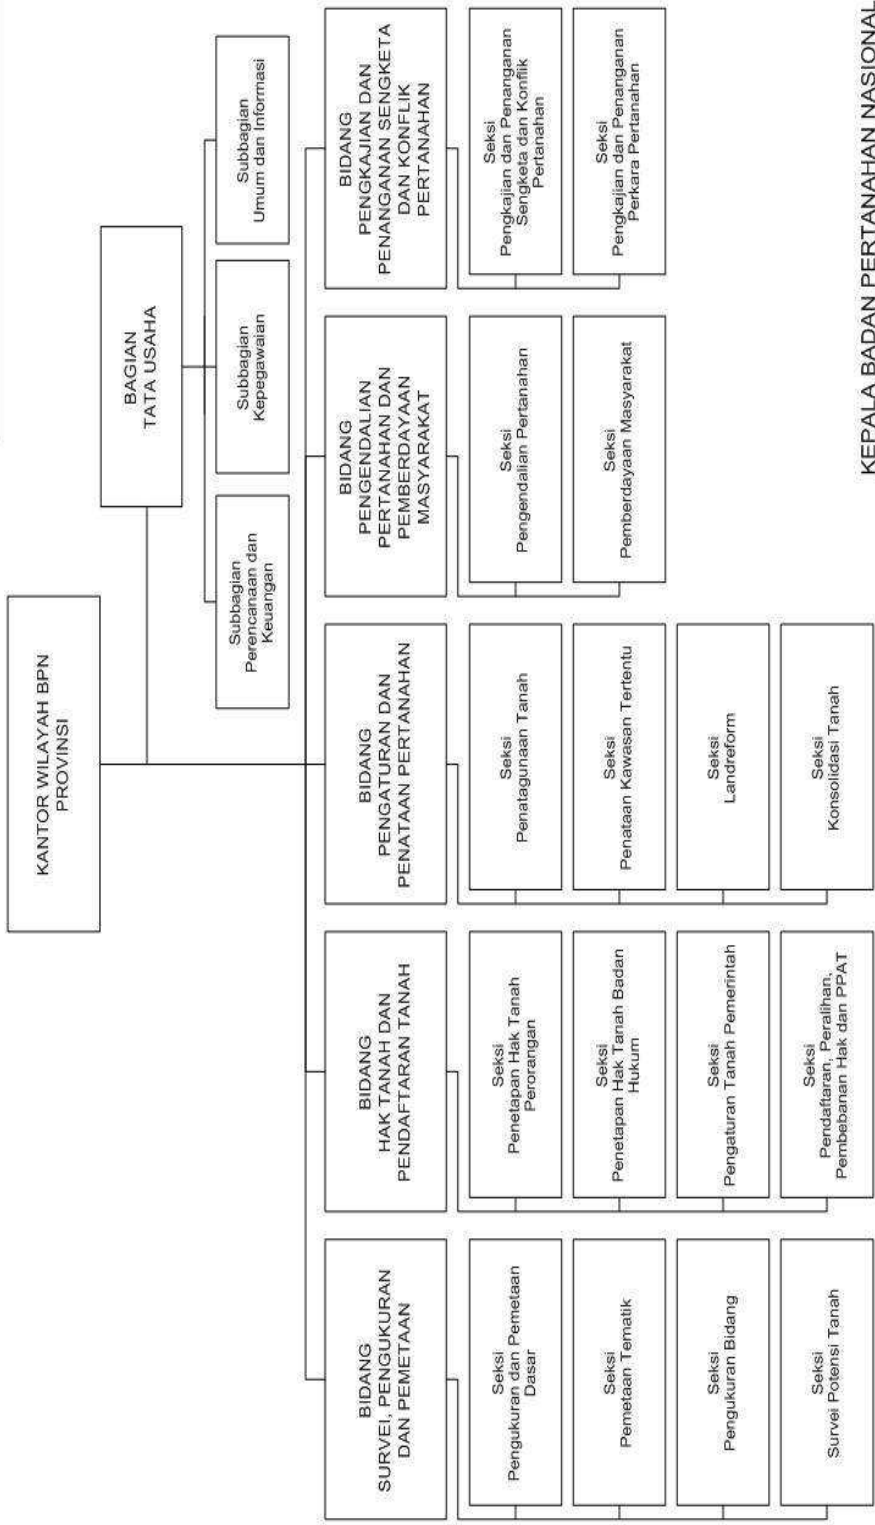 KANTOR WILAYAH BPN
PROVINSI
BAGIAN
TATA USAHA
Subbagian
Perencanaan dan
Keuangan
Subbagian
Kepegawaian
Subbagian
Umum dan Informasi
BIDANG
SURVEI, PENGUKURAN
DAN PEMETAAN
Seksi
Pengukuran dan Pemetaan
Dasar
Seksi
Pemetaan Tematik
Seksi
Pengukuran Bidang
Seksi
Survei Potensi Tanah
BIDANG
HAK TANAH DAN
PENDAFTARAN TANAH
Seksi
Penetapan Hak Tanah
Perorangan
Seksi
Penetapan Hak Tanah Badan
Hukum
Seksi
Pengaturan Tanah Pemerintah
Seksi
Pendaftaran, Peralihan,
Pembebanan Hak dan PPAT
BIDANG
PENGATURAN DAN
PENATAAN PERTANAHAN
Seksi
Penatagunaan Tanah
Seksi
Penataan Kawasan Tertentu
Seksi
Landreform
Seksi
Konsolidasi Tanah
BIDANG
PENGENDALIAN
PERTANAHAN DAN
PEMBERDAYAAN
MASYARAKAT
Seksi
Pengendalian Pertanahan
Seksi
Pemberdayaan Masyarakat
BIDANG
PENGKAJIAN DAN
PENANGANAN SENGKETA
DAN KONFLIK
PERTANAHAN
Seksi
Pengkajian dan Penanganan
Sengketa dan Konflik
Pertanahan
Seksi
Pengkajian dan Penanganan
Perkara Pertanahan
KEPALA BADAN PERTANAHAN NASIONAL